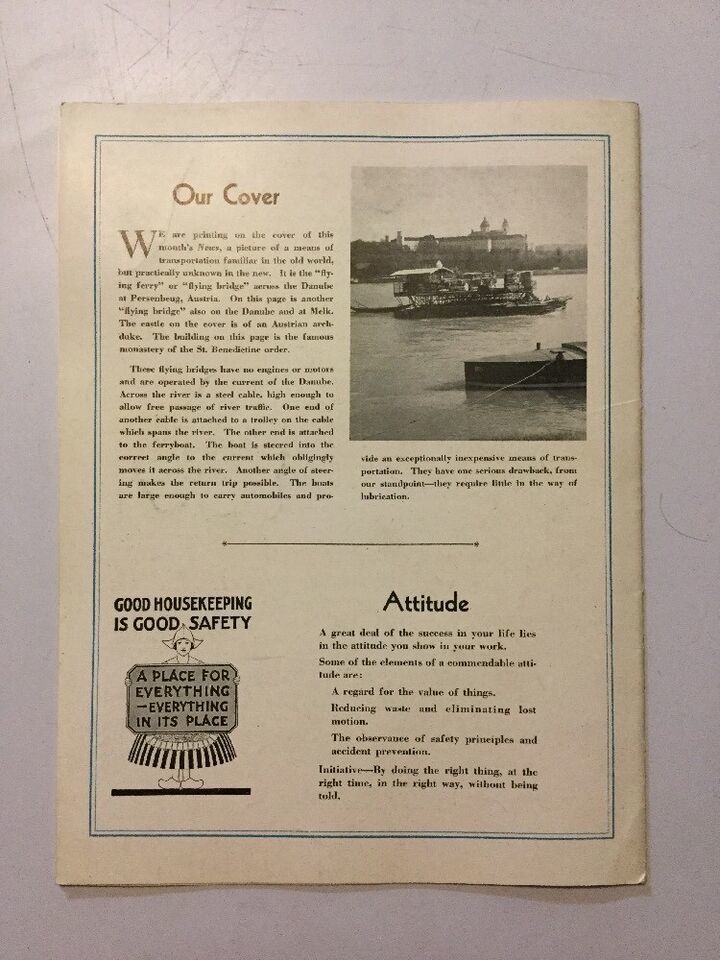 Our Cover
WE are printing on the cover of this
month's News, a picture of a means of
transportation familiar in the old world,
but practically unknown in the new. It is the "fly-
ing ferry" or "flying bridge" across the Danube
at Persenbeug, Austria. On this page is another
"flying bridge" also on the Danube and at Melk.
The castle on the cover is of an Austrian arch-
duke. The building on this page is the famous
monastery of the St. Benedictine order.
These flying bridges have no engines or motors
and are operated by the current of the Danube.
Across the river is a steel cable, high enough to
allow free passage of river traffic. One end of
another cable is attached to a trolley on the cable
which spans the river. The other end is attached
to the ferryboat. The boat is steered into the
correct angle to the current which obligingly
moves it across the river. Another angle of steer-
ing makes the return trip possible. The boats
are large enough to carry automobiles and pro-
vide an exceptionally inexpensive means of trans-
portation. They have one serious drawback, from
our standpoint—they require little in the way of
lubrication.
GOOD HOUSEKEEPING
IS GOOD SAFETY
A PLACE FOR
EVERYTHING
—EVERYTHING
IN ITS PLACE
Attitude
A great deal of the success in your life lies
in the attitude you show in your work.
Some of the elements of a commendable atti-
tude are:
A regard for the value of things.
Reducing waste and eliminating lost
motion.
The observance of safety principles and
accident prevention.
Initiative—By doing the right thing, at the
right time, in the right way, without being
told.